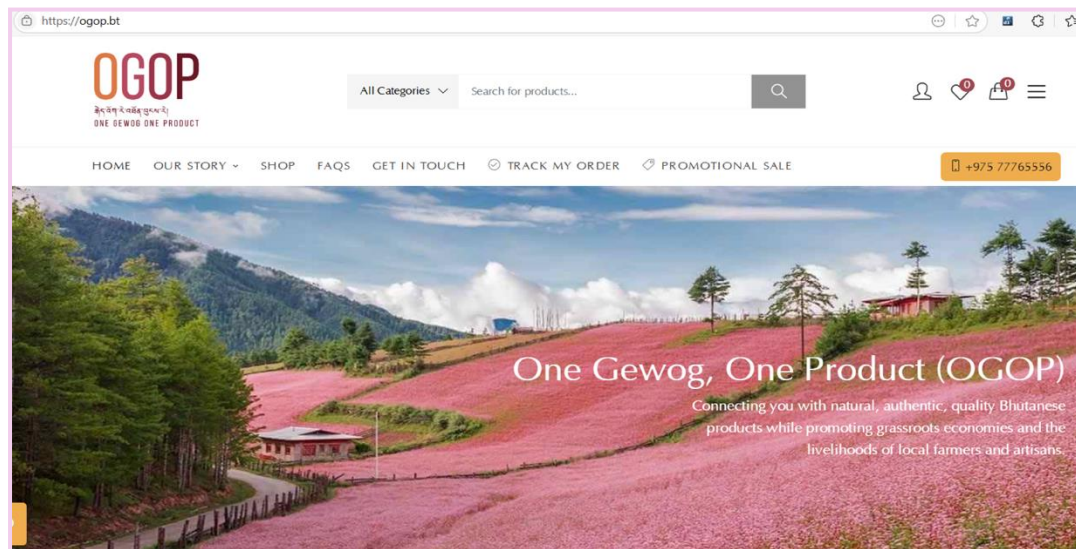 https://ogop.bt
OGOP
ONE GEWOG ONE PRODUCT
All Categories
Search for products...
0
0
HOME
OUR STORY
SHOP
FAQS
GET IN TOUCH
TRACK MY ORDER
PROMOTIONAL SALE
+975 77765556
One Gewog, One Product (OGOP)
Connecting you with natural, authentic, quality Bhutanese
products while promoting grassroots economies and the
livelihoods of local farmers and artisans.